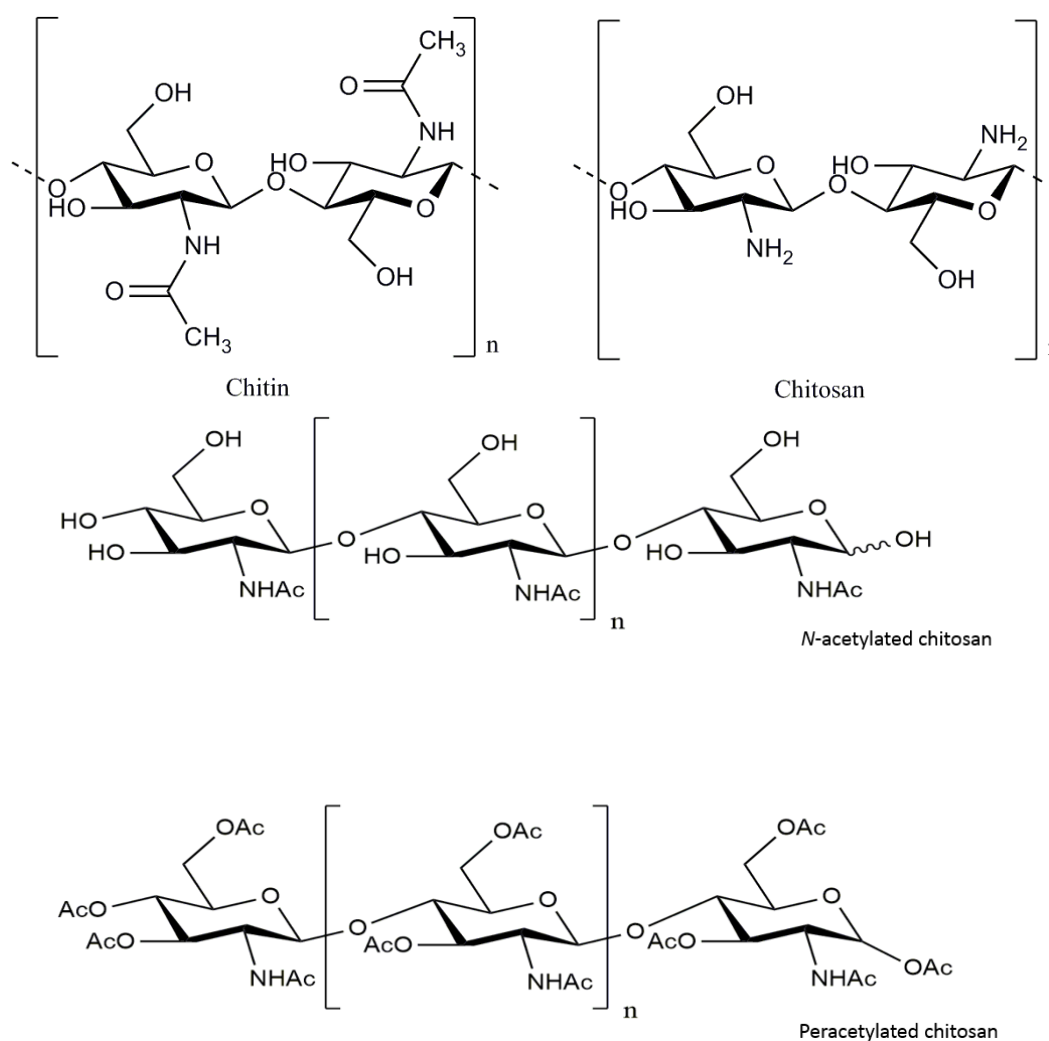 CH₃
O
OH
NH
O
HO
O
O
HO
O
NH
OH
O
CH₃
n
Chitin
OH
NH₂
O
HO
O
O
HO
O
NH₂
OH
Chitosan
OH
O
HO
HO
NHAc
O
OH
O
HO
NHAc
n
O
OH
O
HO
OH
NHAc
N-acetylated chitosan
OAc
O
AcO
AcO
NHAc
O
OAc
O
AcO
NHAc
n
O
OAc
O
AcO
NHAc
OAc
Peracetylated chitosan